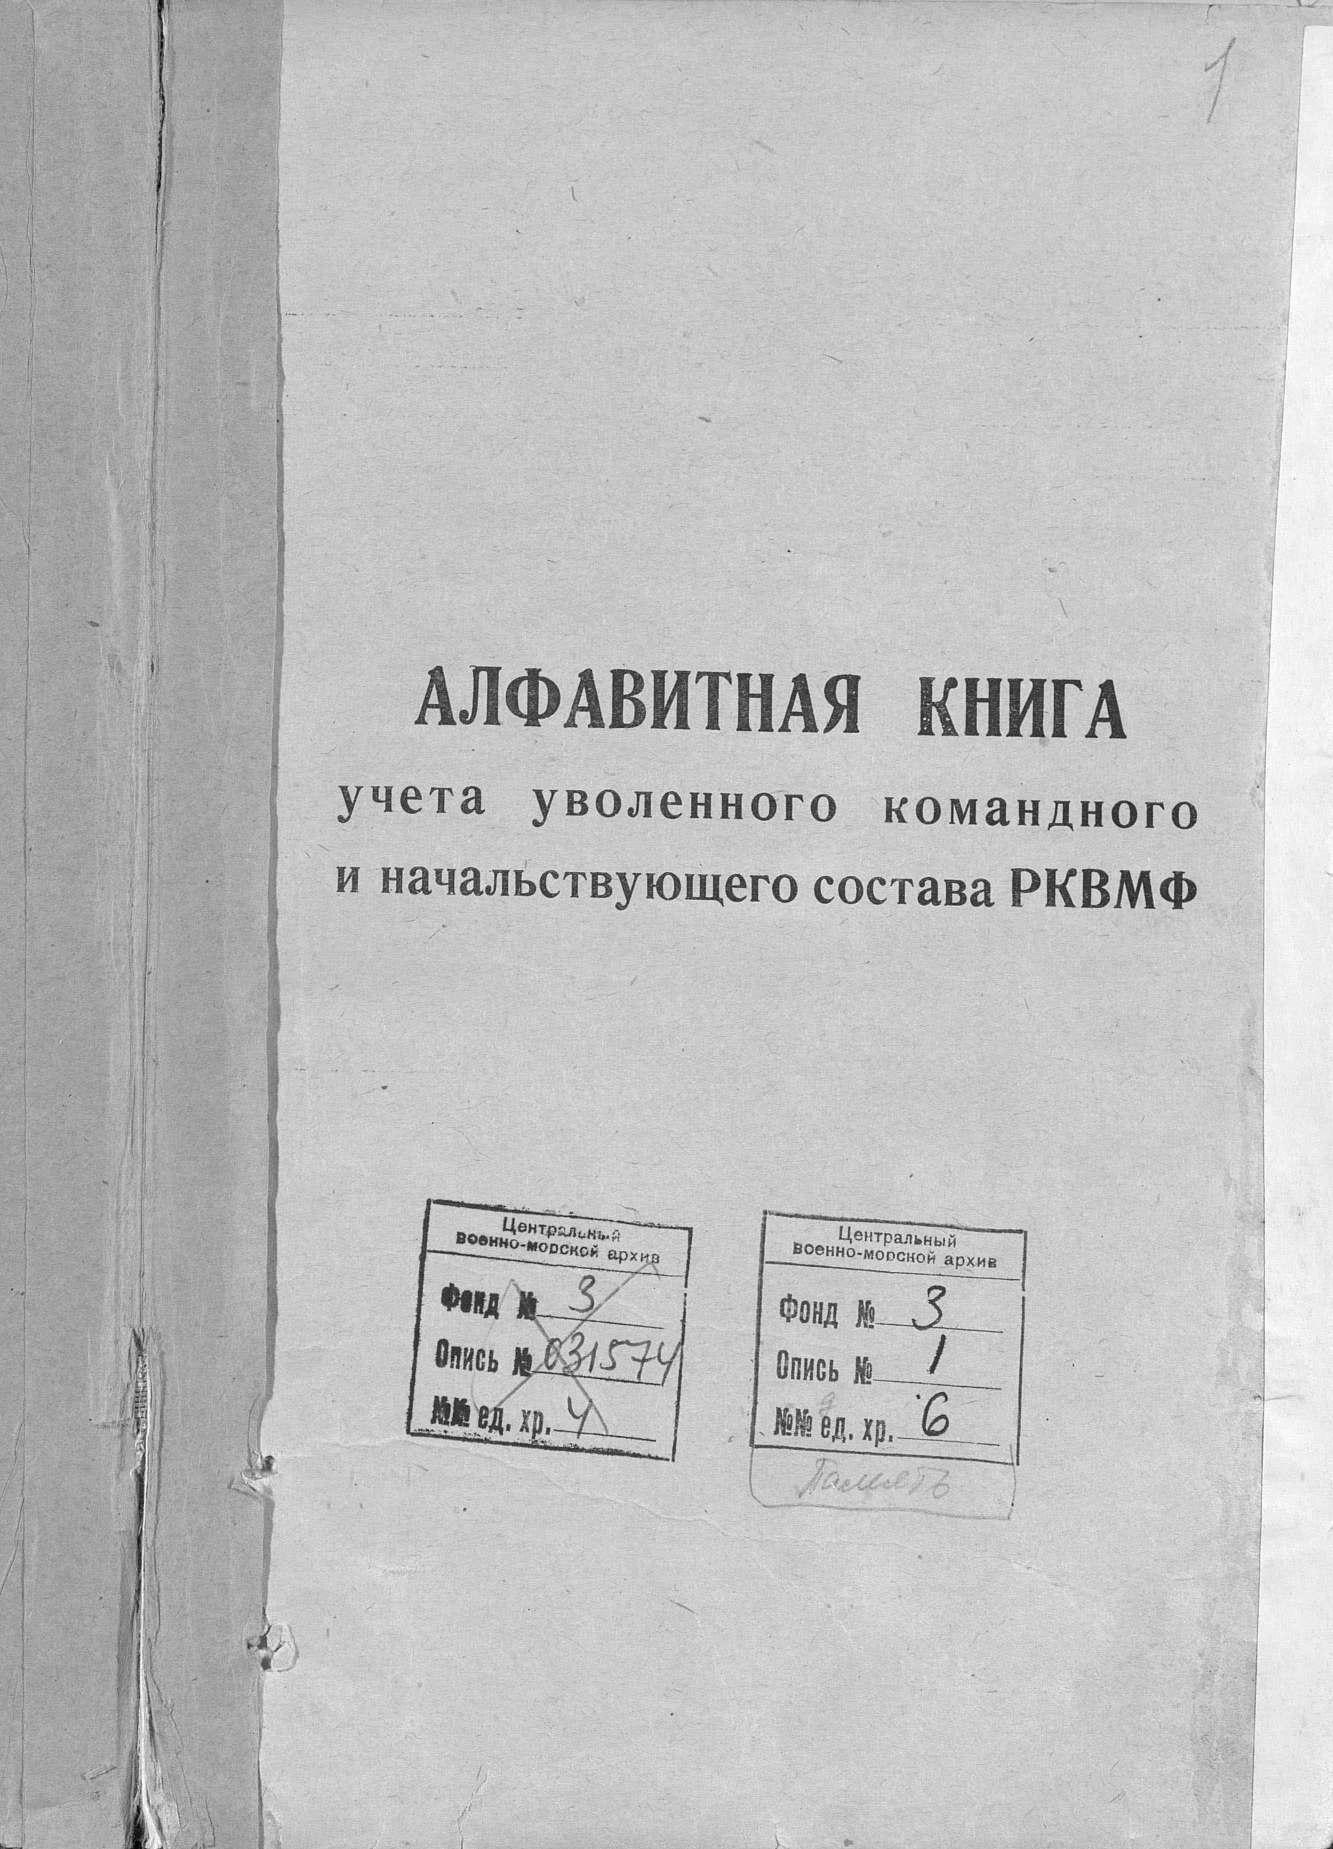 1
АЛФАВИТНАЯ КНИГА
учета уволенного командного
и начальствующего состава РКВМФ
Центральный
военно-морской архив
Фонд № 3
Опись № 031574
№№ ед. хр. 4
Центральный
военно-морской архив
Фонд № 3
Опись № 1
№№ ед. хр. 6
Память